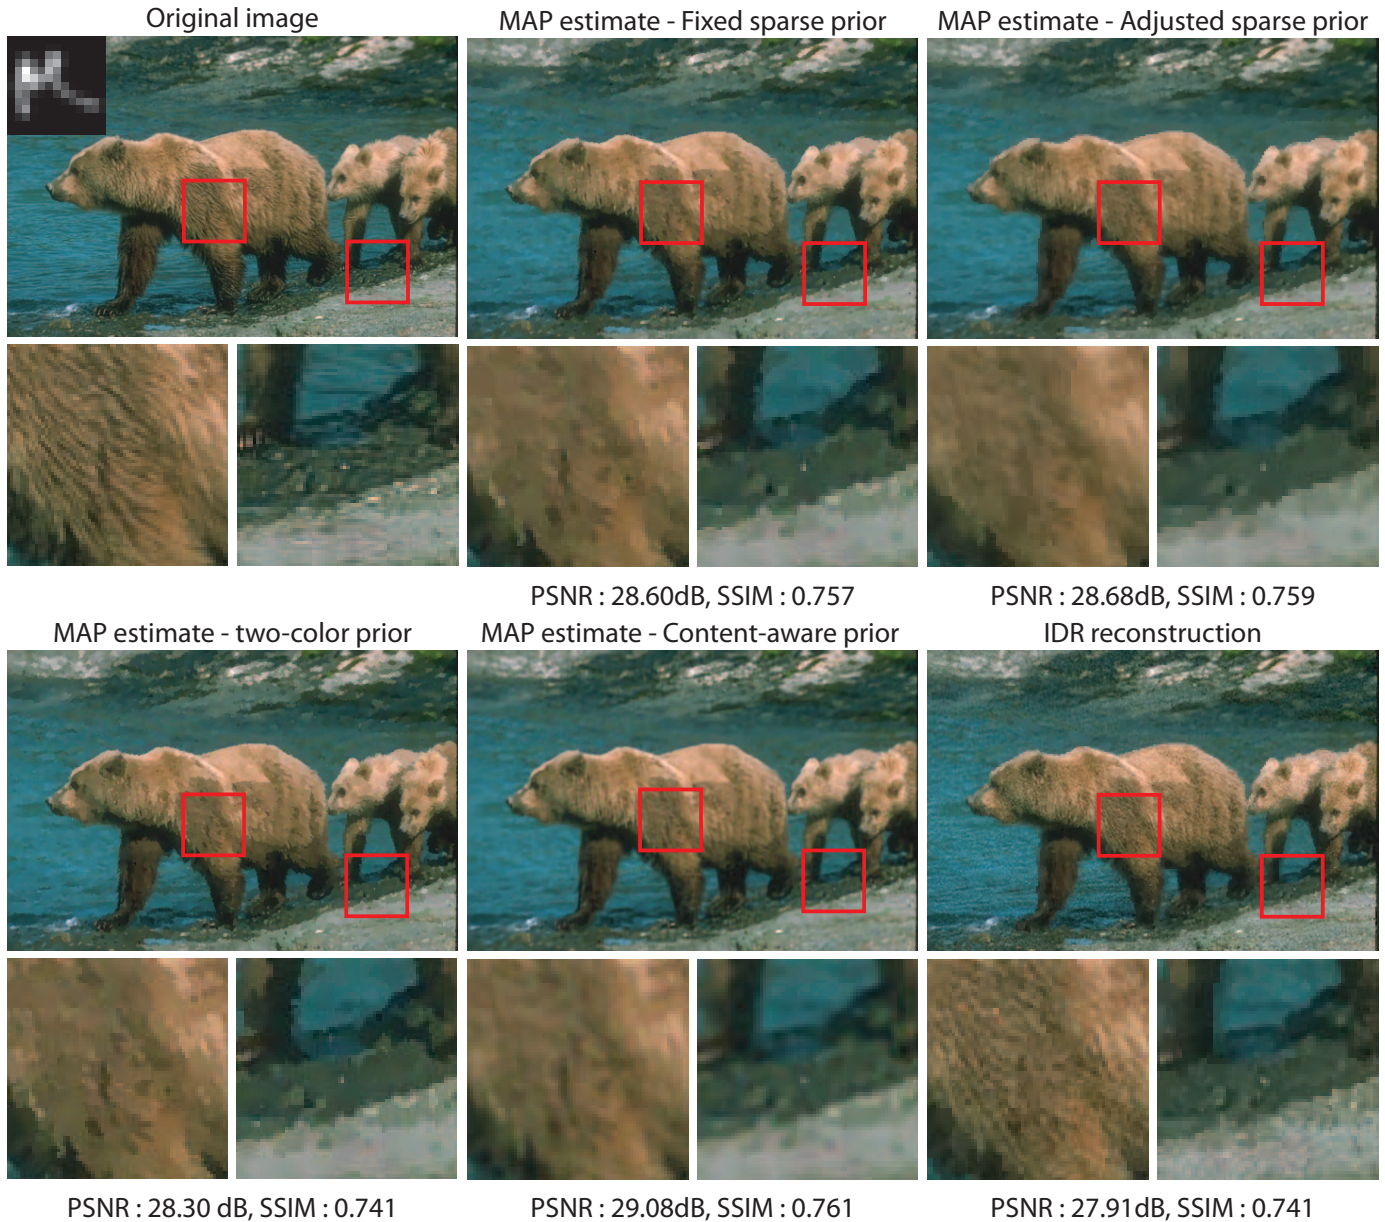 Original image
MAP estimate - Fixed sparse prior
MAP estimate - Adjusted sparse prior
PSNR : 28.60dB, SSIM : 0.757
PSNR : 28.68dB, SSIM : 0.759
MAP estimate - two-color prior
MAP estimate - Content-aware prior
IDR reconstruction
PSNR : 28.30 dB, SSIM : 0.741
PSNR : 29.08dB, SSIM : 0.761
PSNR : 27.91dB, SSIM : 0.741